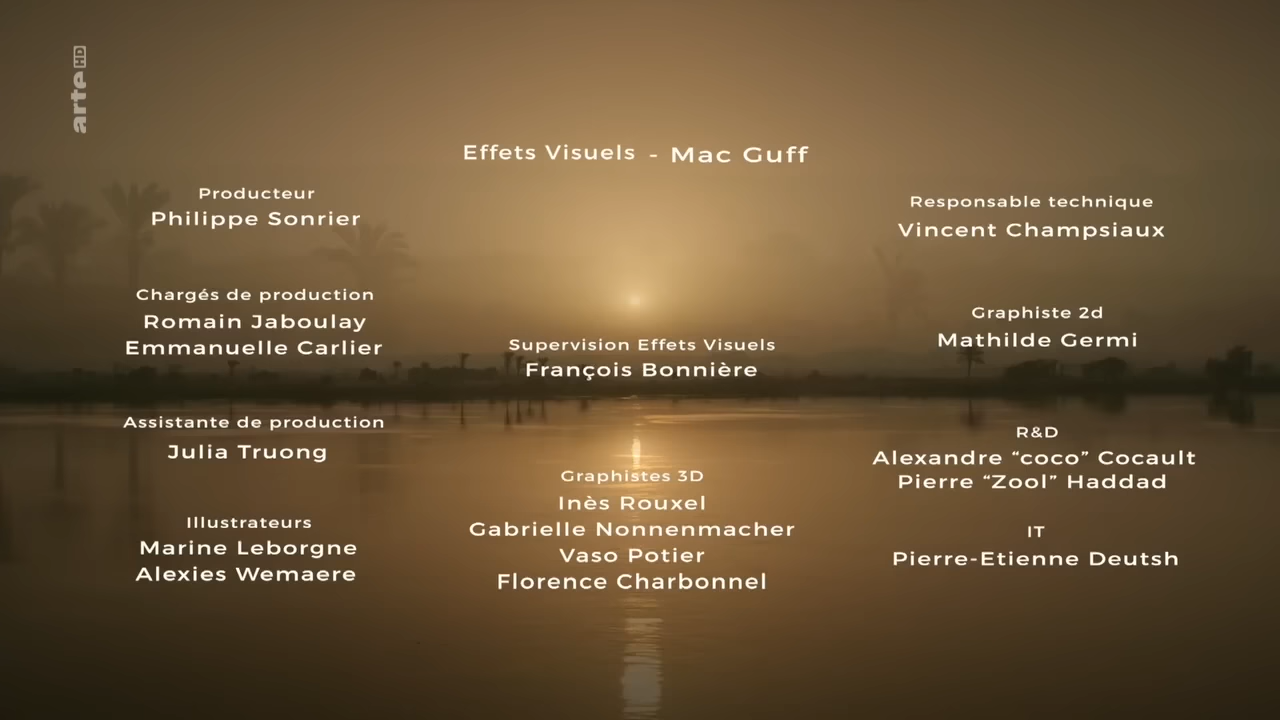 arte HD
Effets Visuels - Mac Guff
Producteur
Philippe Sonrier
Chargés de production
Romain Jaboulay
Emmanuelle Carlier
Assistante de production
Julia Truong
Illustrateurs
Marine Leborgne
Alexies Wemaere
Supervision Effets Visuels
François Bonnière
Graphistes 3D
Inès Rouxel
Gabrielle Nonnenmacher
Vaso Potier
Florence Charbonnel
Responsable technique
Vincent Champsiaux
Graphiste 2d
Mathilde Germi
R&D
Alexandre “coco” Cocault
Pierre “Zool” Haddad
IT
Pierre-Etienne Deutsh